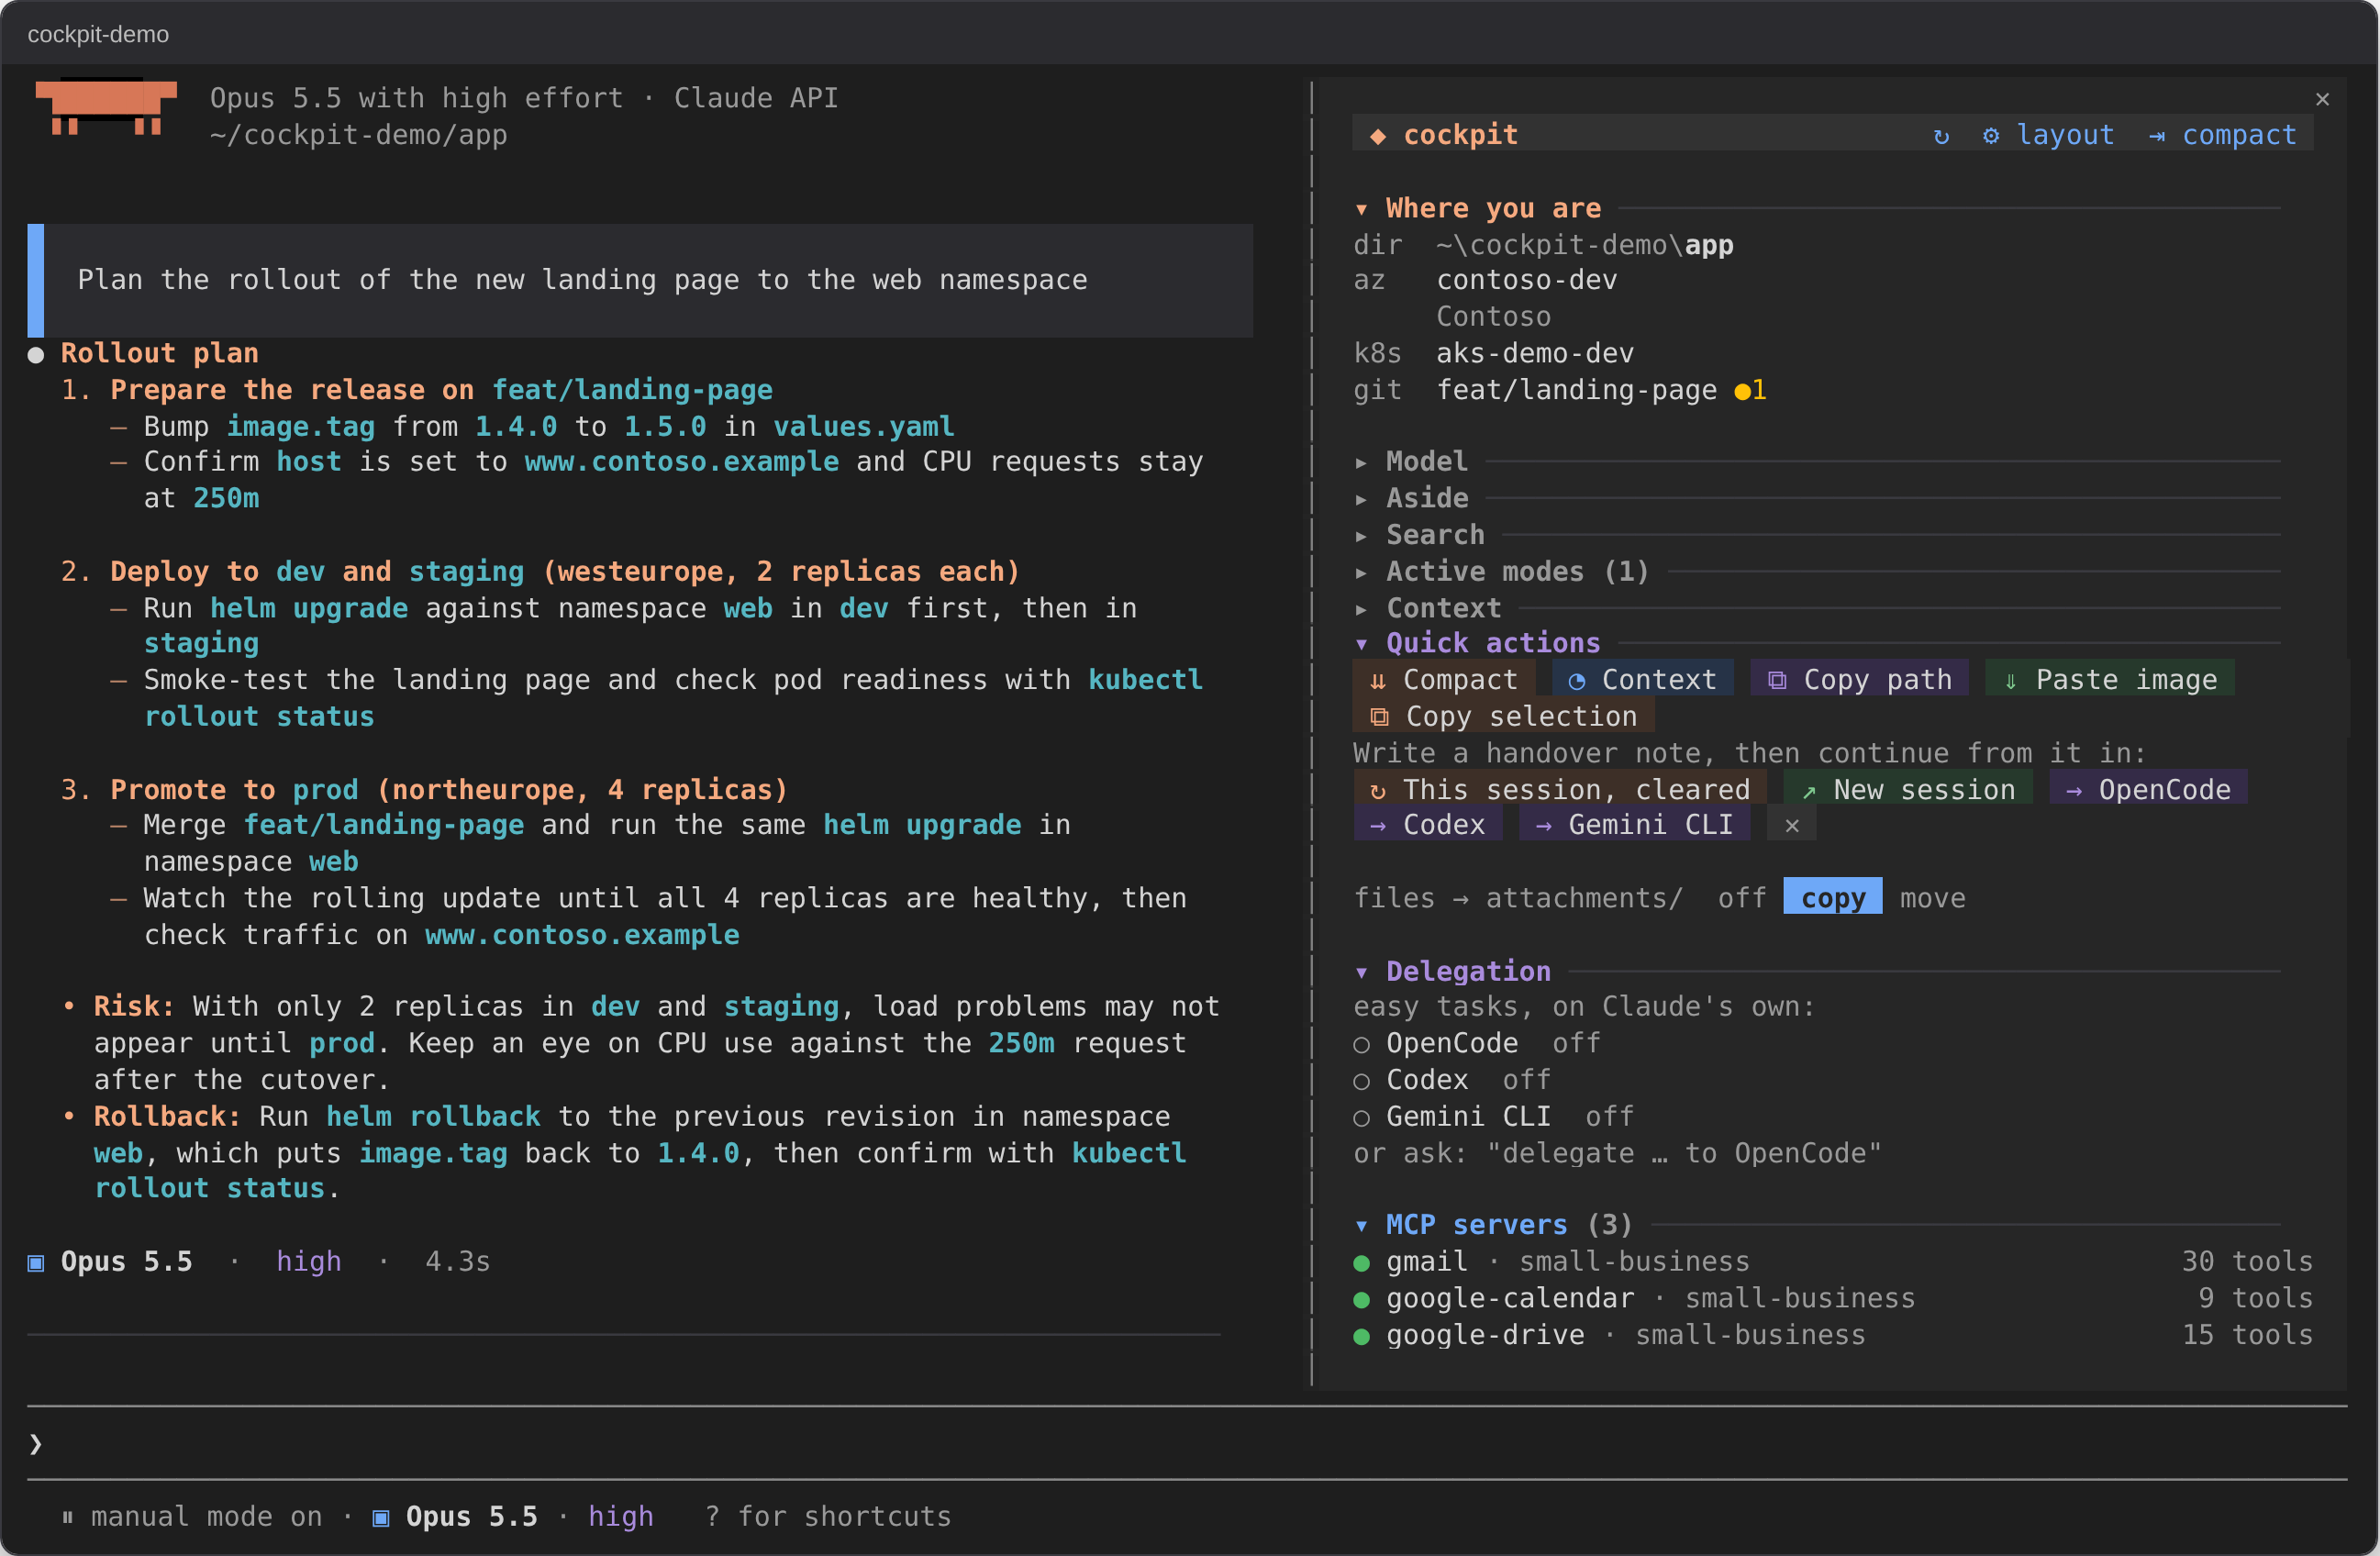 cockpit-demo
Opus 5.5 with high effort · Claude API
~/cockpit-demo/app
Plan the rollout of the new landing page to the web namespace
● Rollout plan
1. Prepare the release on feat/landing-page
— Bump image.tag from 1.4.0 to 1.5.0 in values.yaml
— Confirm host is set to www.contoso.example and CPU requests stay
at 250m
2. Deploy to dev and staging (westeurope, 2 replicas each)
— Run helm upgrade against namespace web in dev first, then in
staging
— Smoke-test the landing page and check pod readiness with kubectl
rollout status
3. Promote to prod (northeurope, 4 replicas)
— Merge feat/landing-page and run the same helm upgrade in
namespace web
— Watch the rolling update until all 4 replicas are healthy, then
check traffic on www.contoso.example
• Risk: With only 2 replicas in dev and staging, load problems may not
appear until prod. Keep an eye on CPU use against the 250m request
after the cutover.
• Rollback: Run helm rollback to the previous revision in namespace
web, which puts image.tag back to 1.4.0, then confirm with kubectl
rollout status.
▣ Opus 5.5 · high · 4.3s
×
◆ cockpit ↻ ⚙ layout ⇥ compact
▾ Where you are
dir ~\cockpit-demo\app
az contoso-dev
Contoso
k8s aks-demo-dev
git feat/landing-page ●1
▸ Model
▸ Aside
▸ Search
▸ Active modes (1)
▸ Context
▾ Quick actions
⇊ Compact ◔ Context ⧉ Copy path ⇓ Paste image
⧉ Copy selection
Write a handover note, then continue from it in:
↻ This session, cleared ↗ New session → OpenCode
→ Codex → Gemini CLI ×
files → attachments/ off copy move
▾ Delegation
easy tasks, on Claude's own:
○ OpenCode off
○ Codex off
○ Gemini CLI off
or ask: "delegate … to OpenCode"
▾ MCP servers (3)
● gmail · small-business 30 tools
● google-calendar · small-business 9 tools
● google-drive · small-business 15 tools
❯
⏸ manual mode on · ▣ Opus 5.5 · high ? for shortcuts